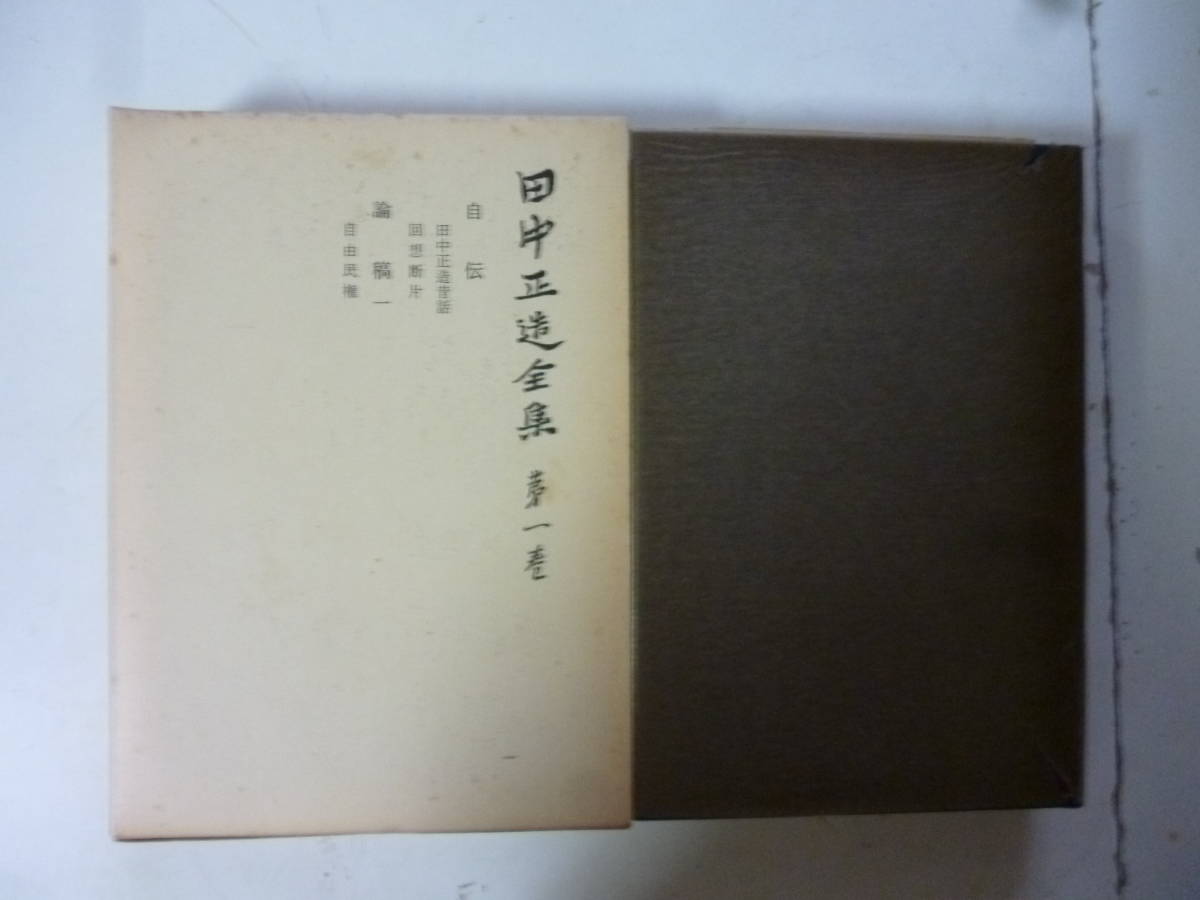 田中正造全集 第一巻
自伝
田中正造昔話
回想断片
論稿一
自由民権